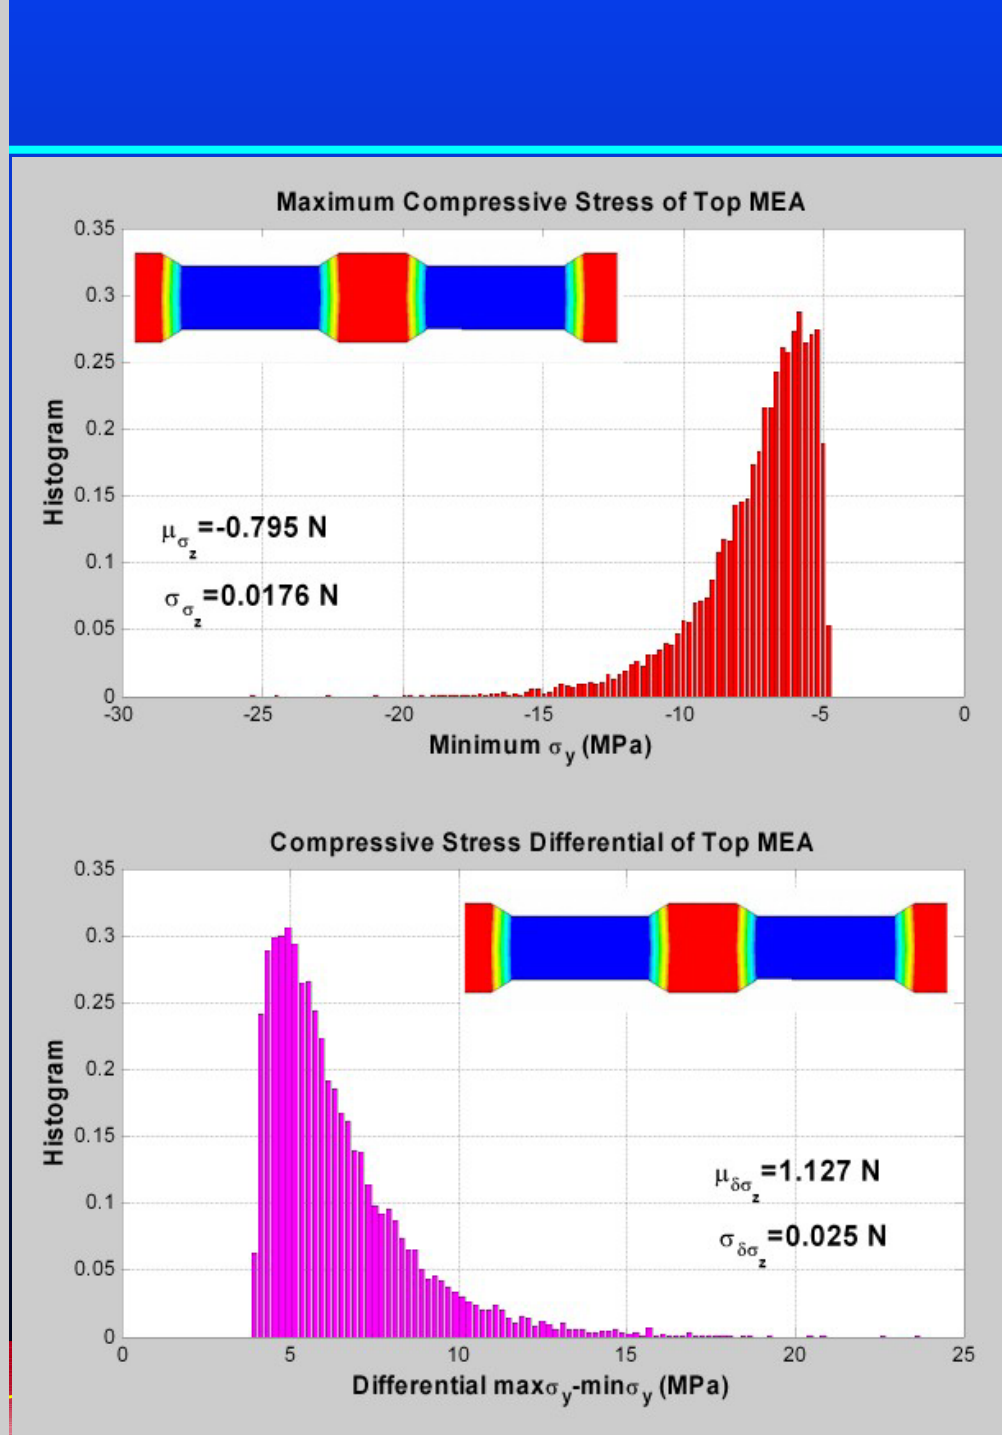 Maximum Compressive Stress of Top MEA
0.35
0.3
0.25
0.2
0.15
0.1
0.05
0
Histogram
μσz=-0.795 N
σσz=0.0176 N
-30 -25 -20 -15 -10 -5 0
Minimum σy (MPa)
Compressive Stress Differential of Top MEA
0.35
0.3
0.25
0.2
0.15
0.1
0.05
0
Histogram
μδσz=1.127 N
σδσz=0.025 N
0 5 10 15 20 25
Differential maxσy-minσy (MPa)